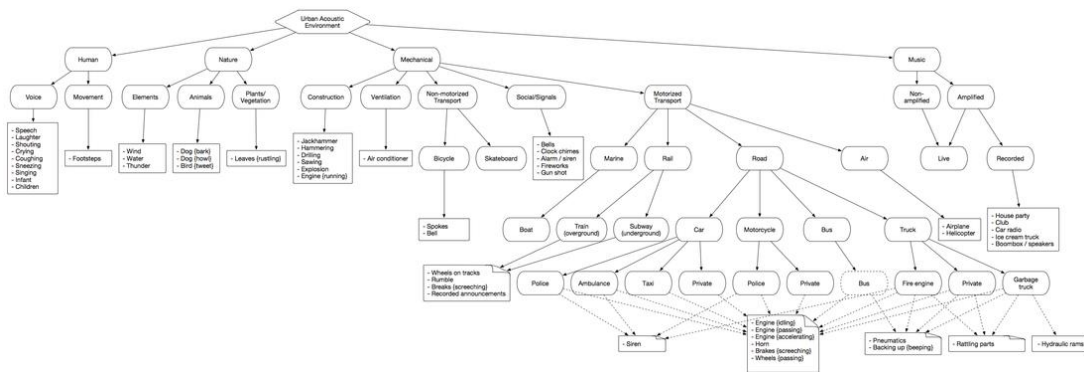 Urban Acoustic
Environment
Human
Nature
Mechanical
Music
Voice
Movement
Elements
Animals
Plants/
Vegetation
Construction
Ventilation
Non-motorized
Transport
Social/Signals
Motorized
Transport
Non-
amplified
Amplified
- Speech
- Laughter
- Shouting
- Crying
- Coughing
- Sneezing
- Singing
- Infant
- Children
- Footsteps
- Wind
- Water
- Thunder
- Dog {bark}
- Dog {howl}
- Bird {tweet}
- Leaves {rustling}
- Jackhammer
- Hammering
- Drilling
- Sawing
- Explosion
- Engine {running}
- Air conditioner
Bicycle
Skateboard
- Bells
- Clock chimes
- Alarm / siren
- Fireworks
- Gun shot
Marine
Rail
Road
Air
Live
Recorded
- Spokes
- Bell
Boat
Train
(overground)
Subway
(underground)
Car
Motorcycle
Bus
Truck
- Airplane
- Helicopter
- House party
- Club
- Car radio
- Ice cream truck
- Boombox / speakers
- Wheels on tracks
- Rumble
- Breaks {screeching}
- Recorded announcements
Police
Ambulance
Taxi
Private
Police
Private
Bus
Fire engine
Private
Garbage
truck
- Siren
- Engine {idling}
- Engine {passing}
- Engine {accelerating}
- Horn
- Brakes {screeching}
- Wheels {passing}
- Pneumatics
- Backing up {beeping}
- Rattling parts
- Hydraulic rams